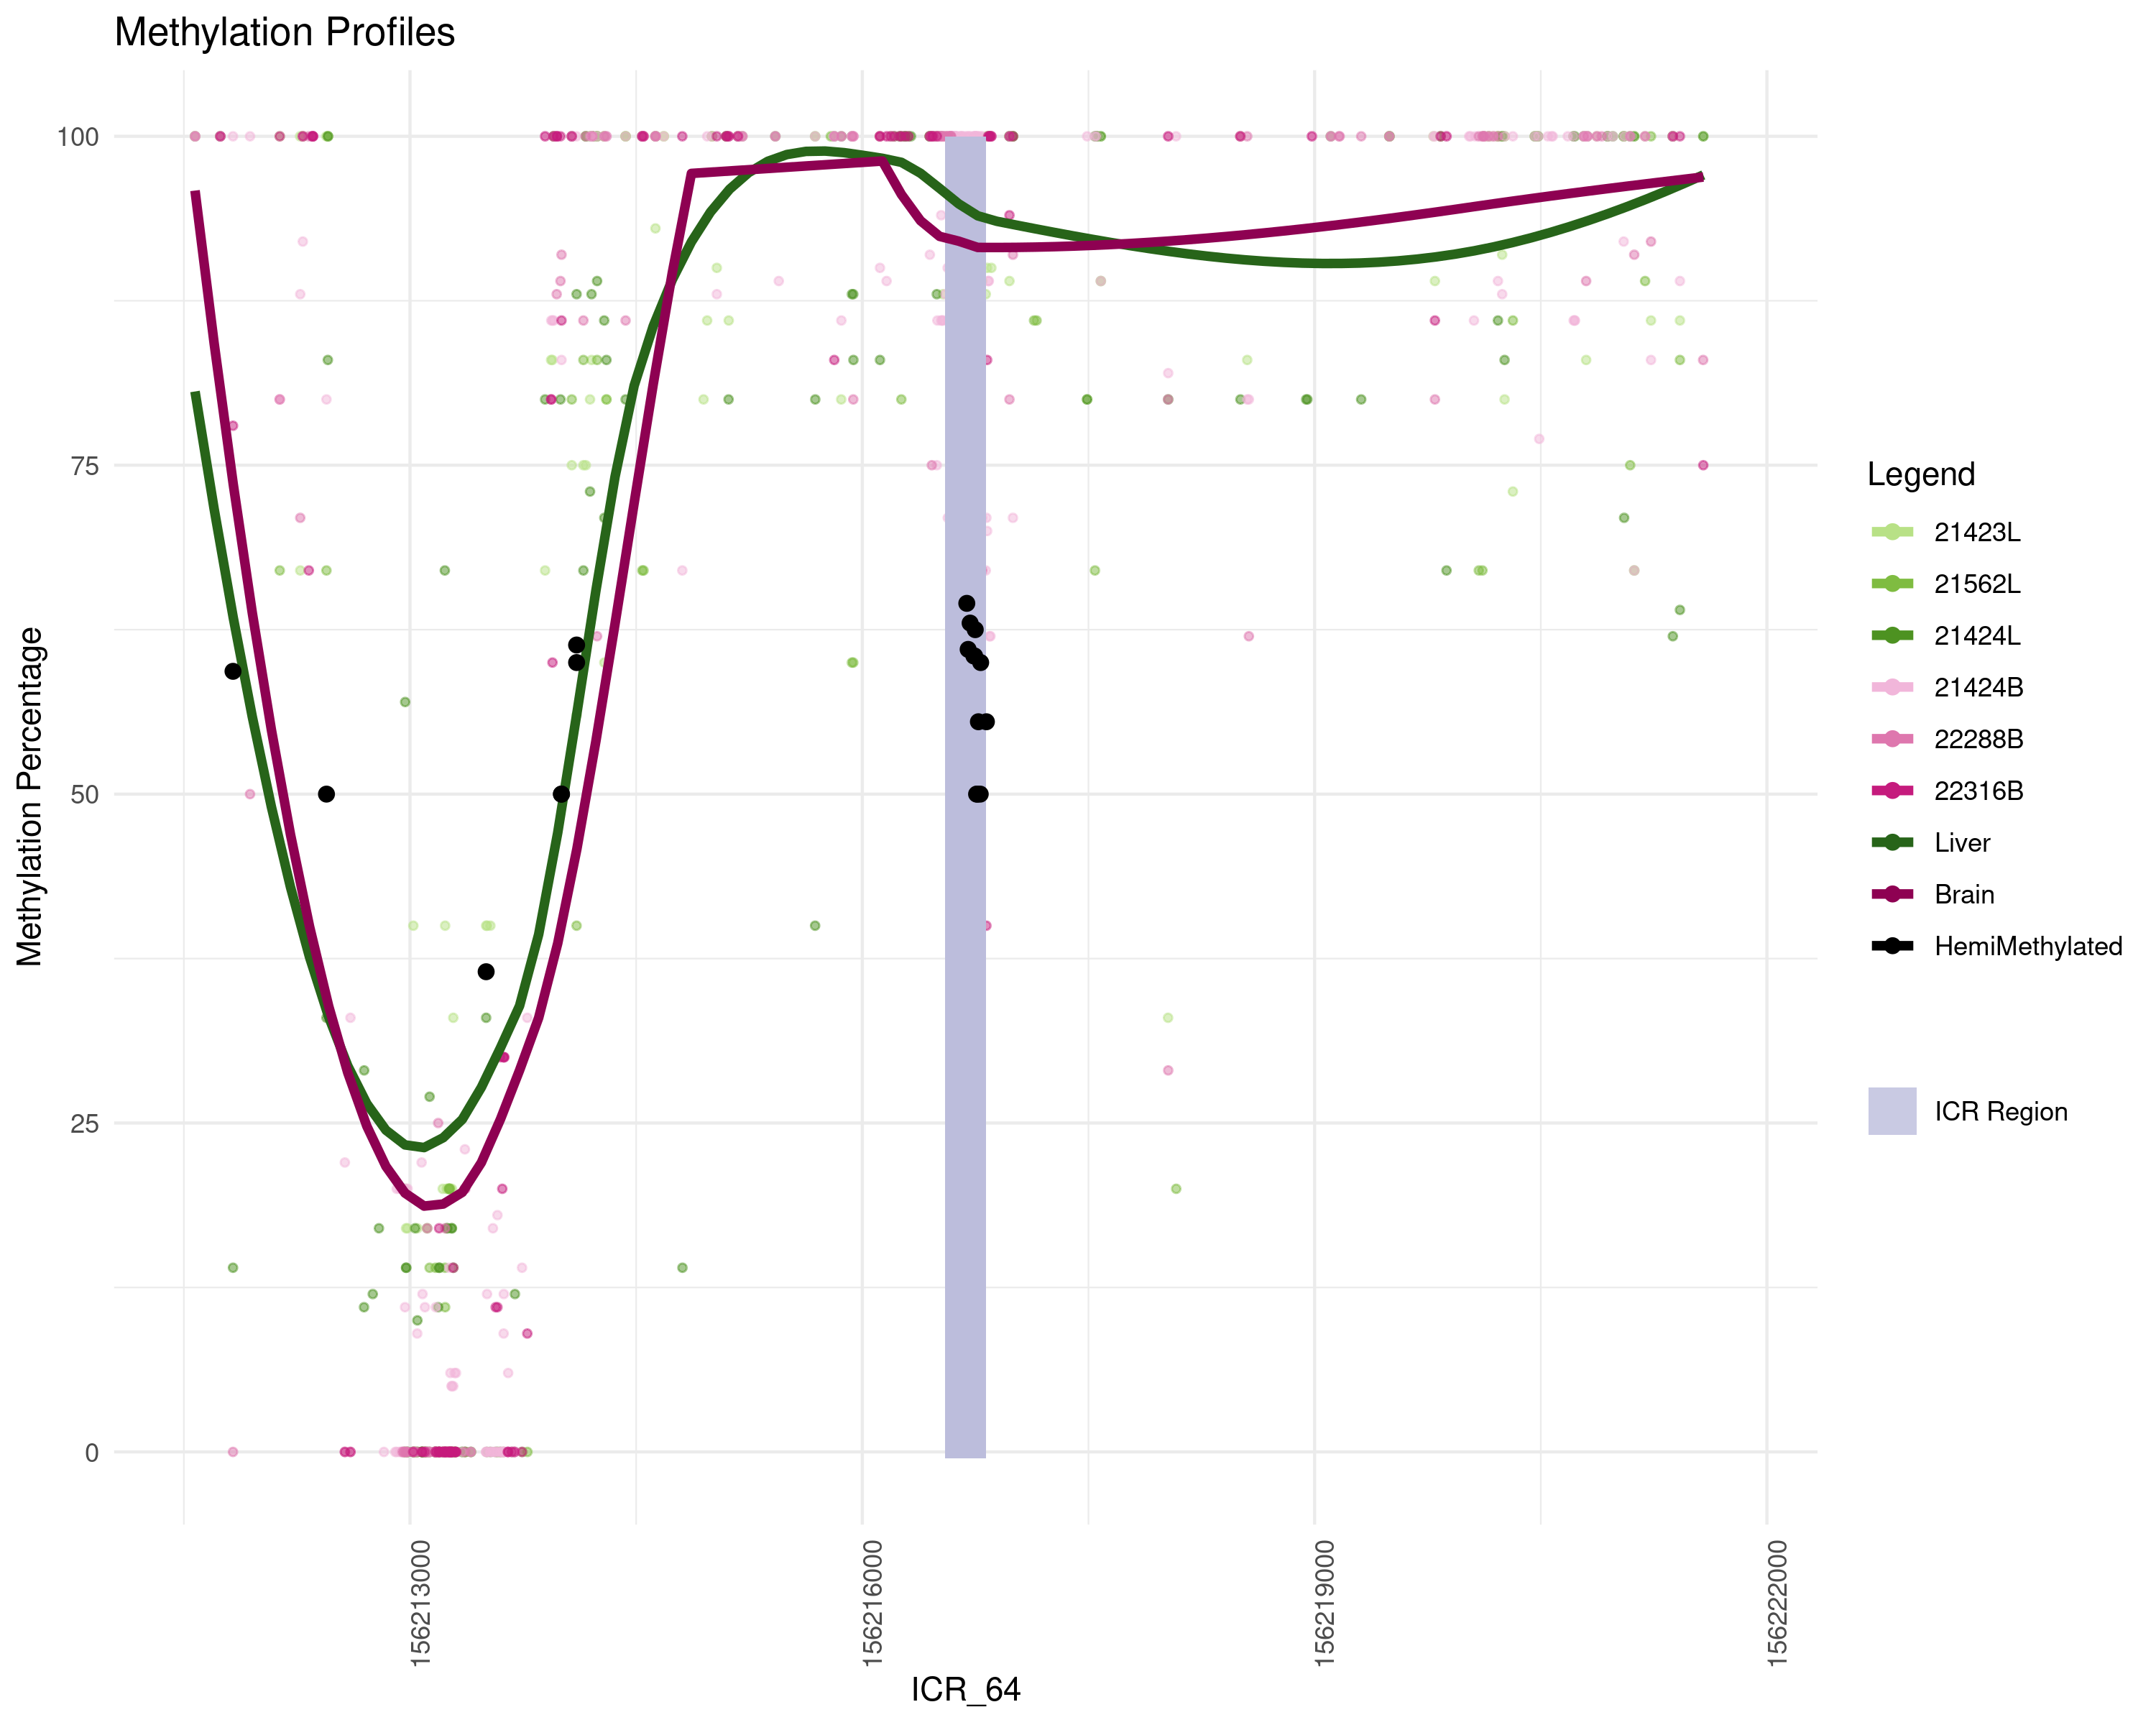 Methylation Profiles
100
75
50
25
0
Methylation Percentage
156213000
156216000
156219000
156222000
ICR_64
Legend
21423L
21562L
21424L
21424B
22288B
22316B
Liver
Brain
HemiMethylated
ICR Region